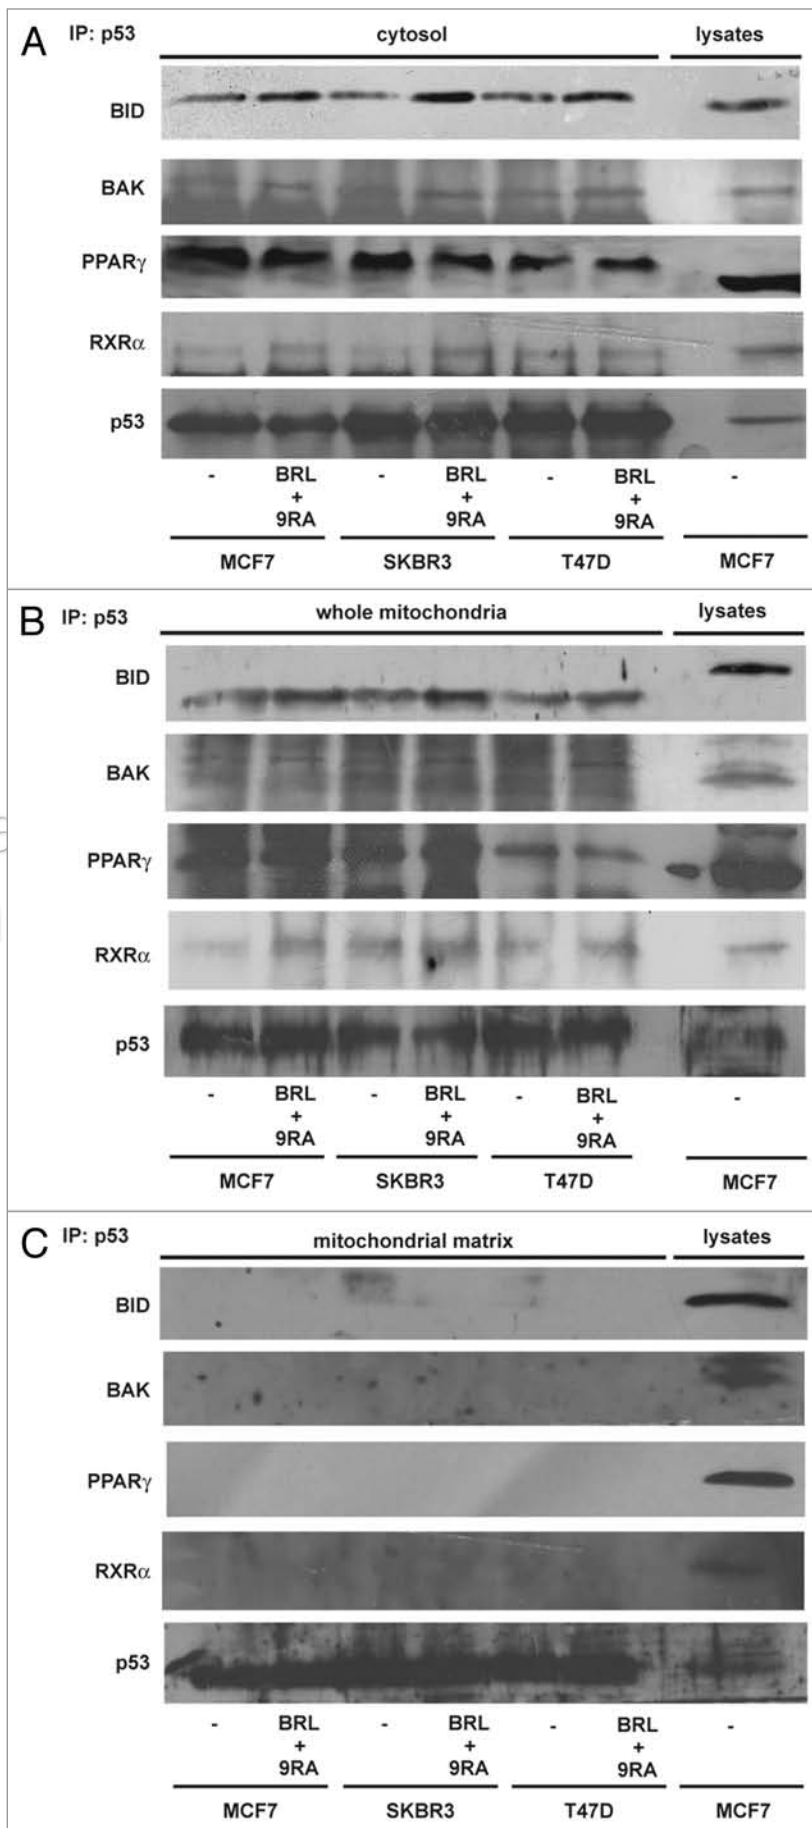 A IP: p53 cytosol lysates
BID
BAK
PPARγ
RXRα
p53
- BRL - BRL - BRL -
+ + +
9RA 9RA 9RA
MCF7 SKBR3 T47D MCF7
B IP: p53 whole mitochondria lysates
BID
BAK
PPARγ
RXRα
p53
- BRL - BRL - BRL -
+ + +
9RA 9RA 9RA
MCF7 SKBR3 T47D MCF7
C IP: p53 mitochondrial matrix lysates
BID
BAK
PPARγ
RXRα
p53
- BRL - BRL - BRL -
+ + +
9RA 9RA 9RA
MCF7 SKBR3 T47D MCF7